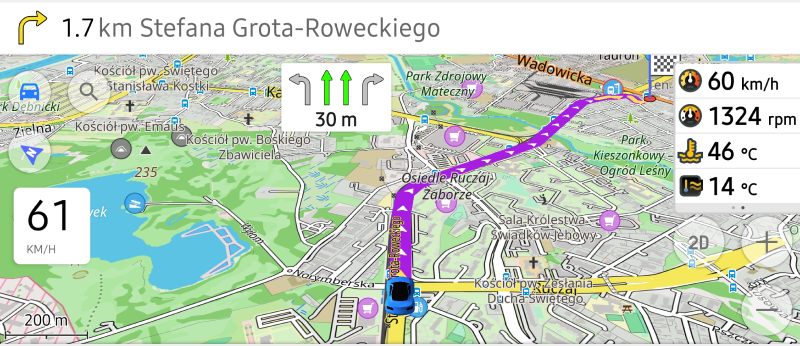 1.7 km Stefana Grota-Roweckiego
30 m
60 km/h
1324 rpm
46 °C
14 °C
61
KM/H
2D
200 m
Kościół pw. Świętego
Stanisława Kostki
Park Zdrojowy
Mateczny
Wadowicka
Tauron
Zielna
Kościół pw. Emaus
Kościół pw. Boskiego
Zbawiciela
235
Park
Kieszonkowy
Ogród Leśny
Osiedle Ruczaj-
Zaborze
Sala Królestwa
Świadków Jehowy
Norymberska
Kościół pw. Zesłania
Ducha Świętego
Ruczaj